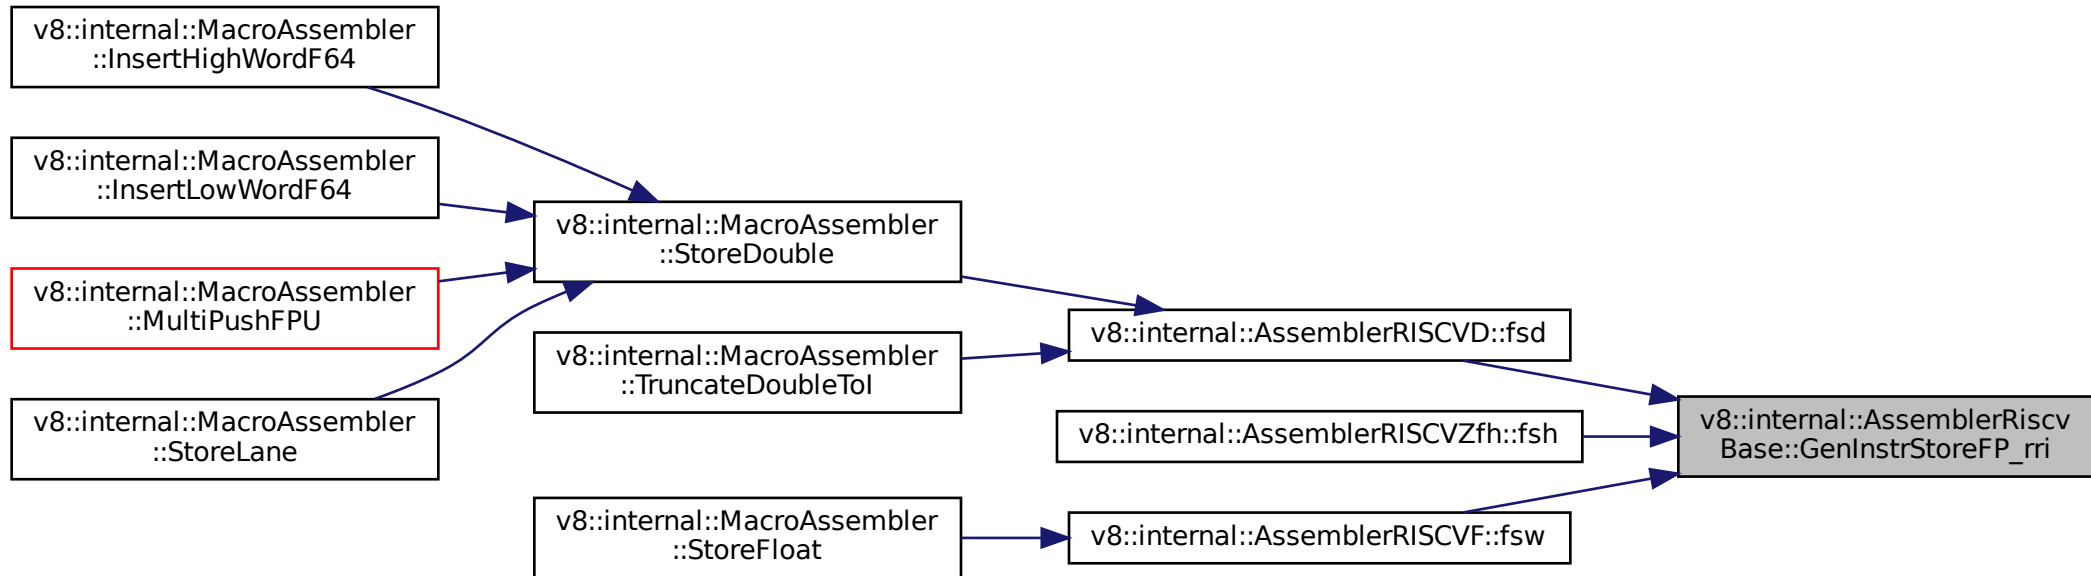 v8::internal::MacroAssembler
::InsertHighWordF64
v8::internal::MacroAssembler
::InsertLowWordF64
v8::internal::MacroAssembler
::MultiPushFPU
v8::internal::MacroAssembler
::StoreLane
v8::internal::MacroAssembler
::StoreDouble
v8::internal::MacroAssembler
::TruncateDoubleToI
v8::internal::MacroAssembler
::StoreFloat
v8::internal::AssemblerRISCVD::fsd
v8::internal::AssemblerRISCVZfh::fsh
v8::internal::AssemblerRISCVF::fsw
v8::internal::AssemblerRiscv
Base::GenInstrStoreFP_rri